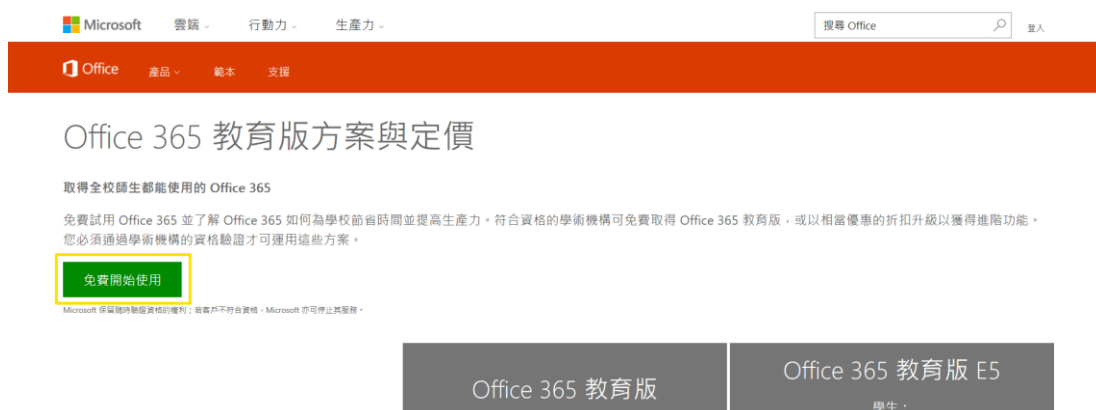 Microsoft 雲端 行動力 生產力 搜尋 Office 登入
Office 產品 範本 支援
Office 365 教育版方案與定價
取得全校師生都能使用的 Office 365
免費試用 Office 365 並了解 Office 365 如何為學校節省時間並提高生產力。符合資格的學術機構可免費取得 Office 365 教育版，或以相當優惠的折扣升級以獲得進階功能。
您必須通過學術機構的資格驗證才可運用這些方案。
免費開始使用
Microsoft 保留隨時驗證資格的權利；若客戶不符合資格，Microsoft 亦可停止其服務。
Office 365 教育版
Office 365 教育版 E5
學生：